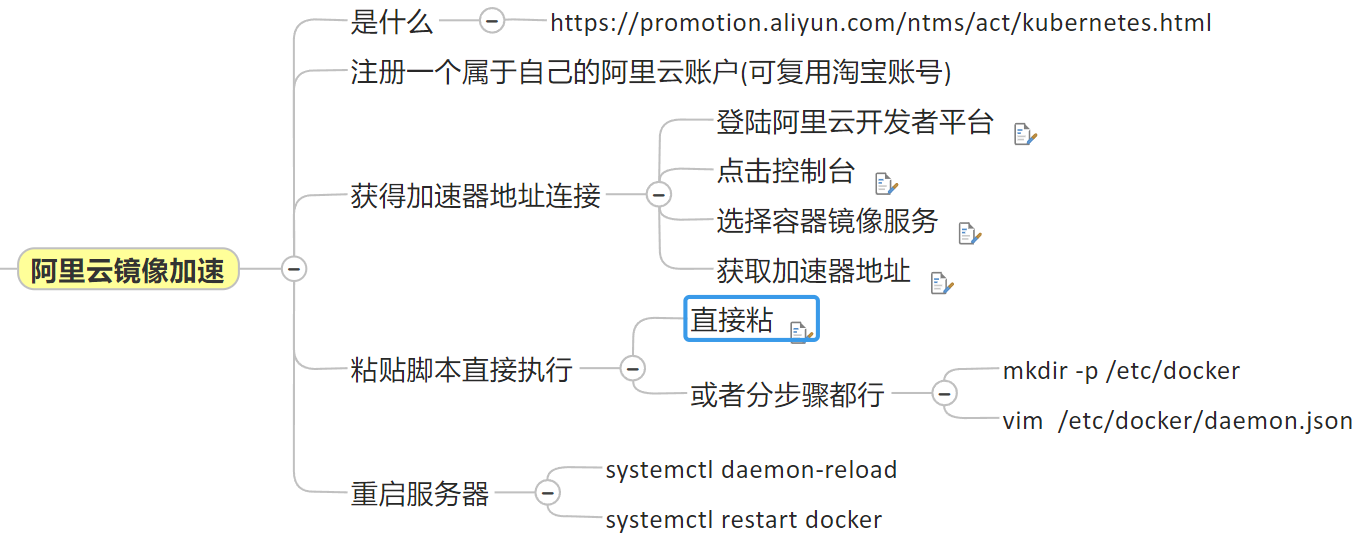 是什么
https://promotion.aliyun.com/ntms/act/kubernetes.html
注册一个属于自己的阿里云账户(可复用淘宝账号)
获得加速器地址连接
登陆阿里云开发者平台
点击控制台
选择容器镜像服务
获取加速器地址
阿里云镜像加速
粘贴脚本直接执行
直接粘
或者分步骤都行
mkdir -p /etc/docker
vim  /etc/docker/daemon.json
重启服务器
systemctl daemon-reload
systemctl restart docker